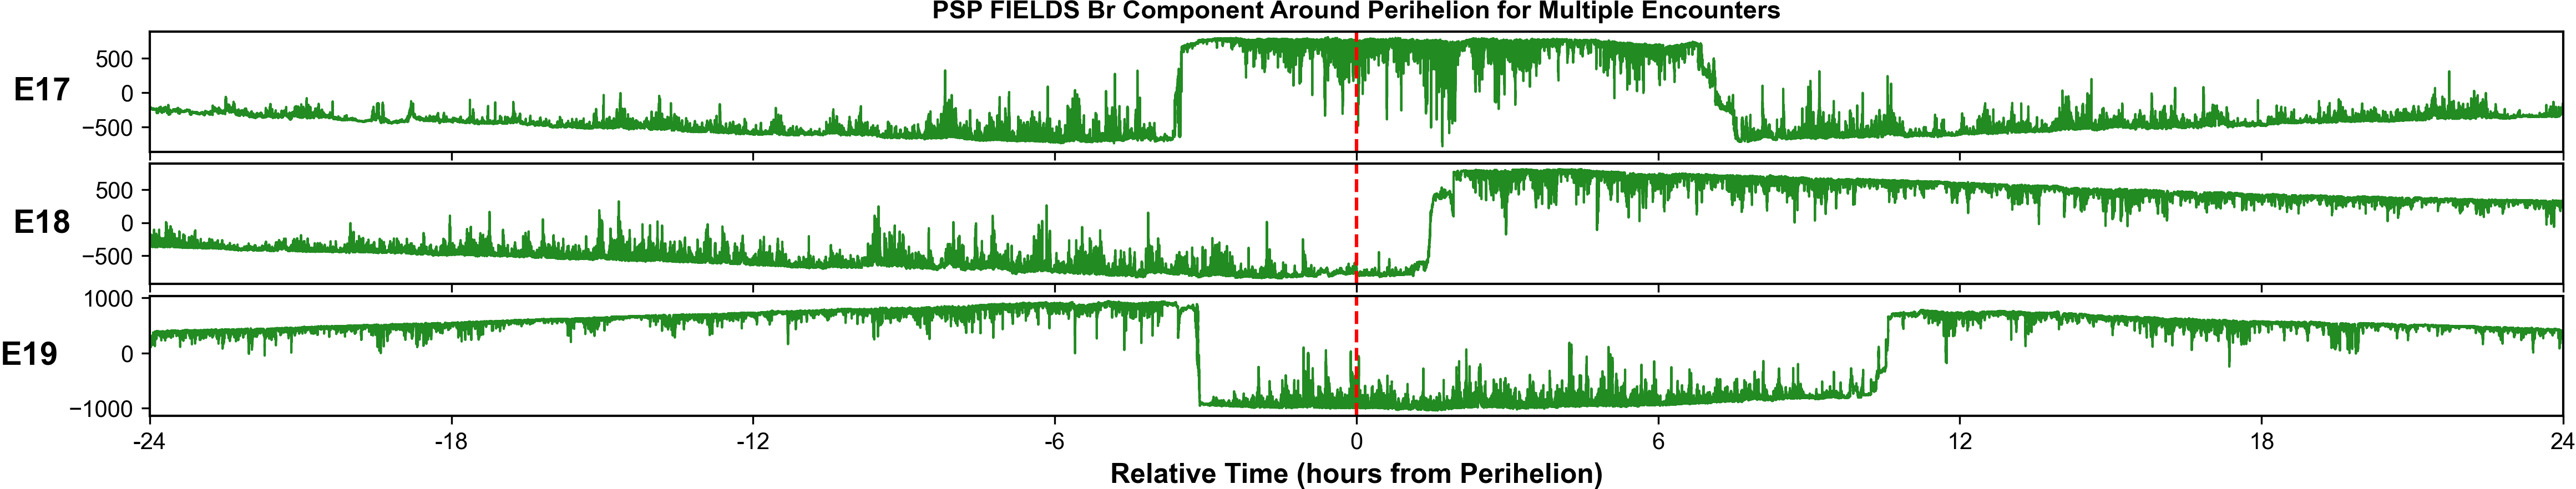 PSP FIELDS Br Component Around Perihelion for Multiple Encounters
E17
500
0
−500
E18
500
0
−500
E19
1000
0
−1000
-24 -18 -12 -6 0 6 12 18 24
Relative Time (hours from Perihelion)